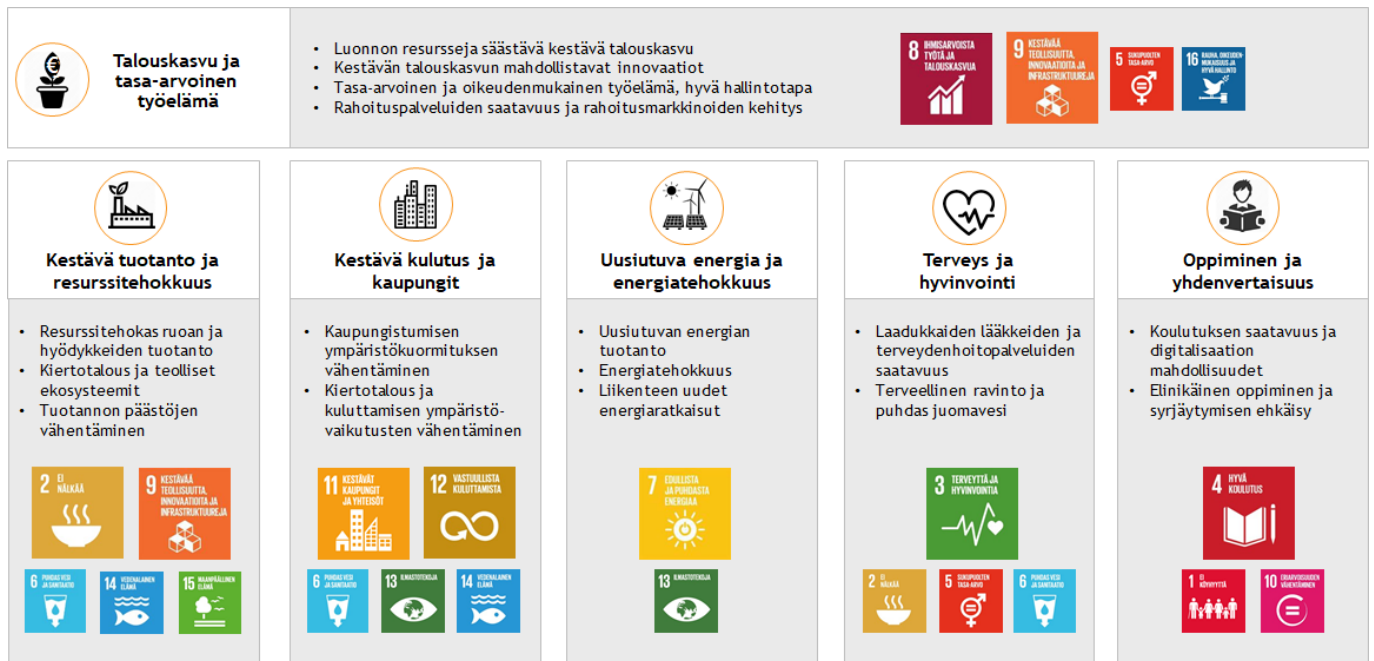 Talouskasvu ja
tasa-arvoinen
työelämä
• Luonnon resursseja säästävä kestävä talouskasvu
• Kestävän talouskasvun mahdollistavat innovaatiot
• Tasa-arvoinen ja oikeudenmukainen työelämä, hyvä hallintotapa
• Rahoituspalveluiden saatavuus ja rahoitusmarkkinoiden kehitys
8 IHMISARVOISTA
TYÖTÄ JA
TALOUSKASVUA
9 KESTÄVÄÄ
TEOLLISUUTTA,
INNOVAATIOITA JA
INFRASTRUKTUUREJA
5 SUKUPUOLTEN
TASA-ARVO
16 RAUHA, OIKEUDEN-
MUKAISUUS JA
HYVÄ HALLINTO
Kestävä tuotanto ja
resurssitehokkuus
• Resurssitehokas ruoan ja
hyödykkeiden tuotanto
• Kiertotalous ja teolliset
ekosysteemit
• Tuotannon päästöjen
vähentäminen
2 EI
NÄLKÄÄ
9 KESTÄVÄÄ
TEOLLISUUTTA,
INNOVAATIOITA JA
INFRASTRUKTUUREJA
6 PUHDAS VESI
JA SANITAATIO
14 VEDENALAINEN
ELÄMÄ
15 MAANPÄÄLLINEN
ELÄMÄ
Kestävä kulutus ja
kaupungit
• Kaupungistumisen
ympäristökuormituksen
vähentäminen
• Kiertotalous ja
kuluttamisen ympäristö-
vaikutusten vähentäminen
11 KESTÄVÄT
KAUPUNGIT
JA YHTEISÖT
12 VASTUULLISTA
KULUTTAMISTA
6 PUHDAS VESI
JA SANITAATIO
13 ILMASTOTEKOJA
14 VEDENALAINEN
ELÄMÄ
Uusiutuva energia ja
energiatehokkuus
• Uusiutuvan energian
tuotanto
• Energiatehokkuus
• Liikenteen uudet
energiaratkaisut
7 EDULLISTA
JA PUHDASTA
ENERGIAA
13 ILMASTOTEKOJA
Terveys ja
hyvinvointi
• Laadukkaiden lääkkeiden ja
terveydenhoitopalveluiden
saatavuus
• Terveellinen ravinto ja
puhdas juomavesi
3 TERVEYTTÄ JA
HYVINVOINTIA
2 EI
NÄLKÄÄ
5 SUKUPUOLTEN
TASA-ARVO
6 PUHDAS VESI
JA SANITAATIO
Oppiminen ja
yhdenvertaisuus
• Koulutuksen saatavuus ja
digitalisaation
mahdollisuudet
• Elinikäinen oppiminen ja
syrjäytymisen ehkäisy
4 HYVÄ
KOULUTUS
1 EI
KÖYHYYTTÄ
10 ERIARVOISUUDEN
VÄHENTÄMINEN